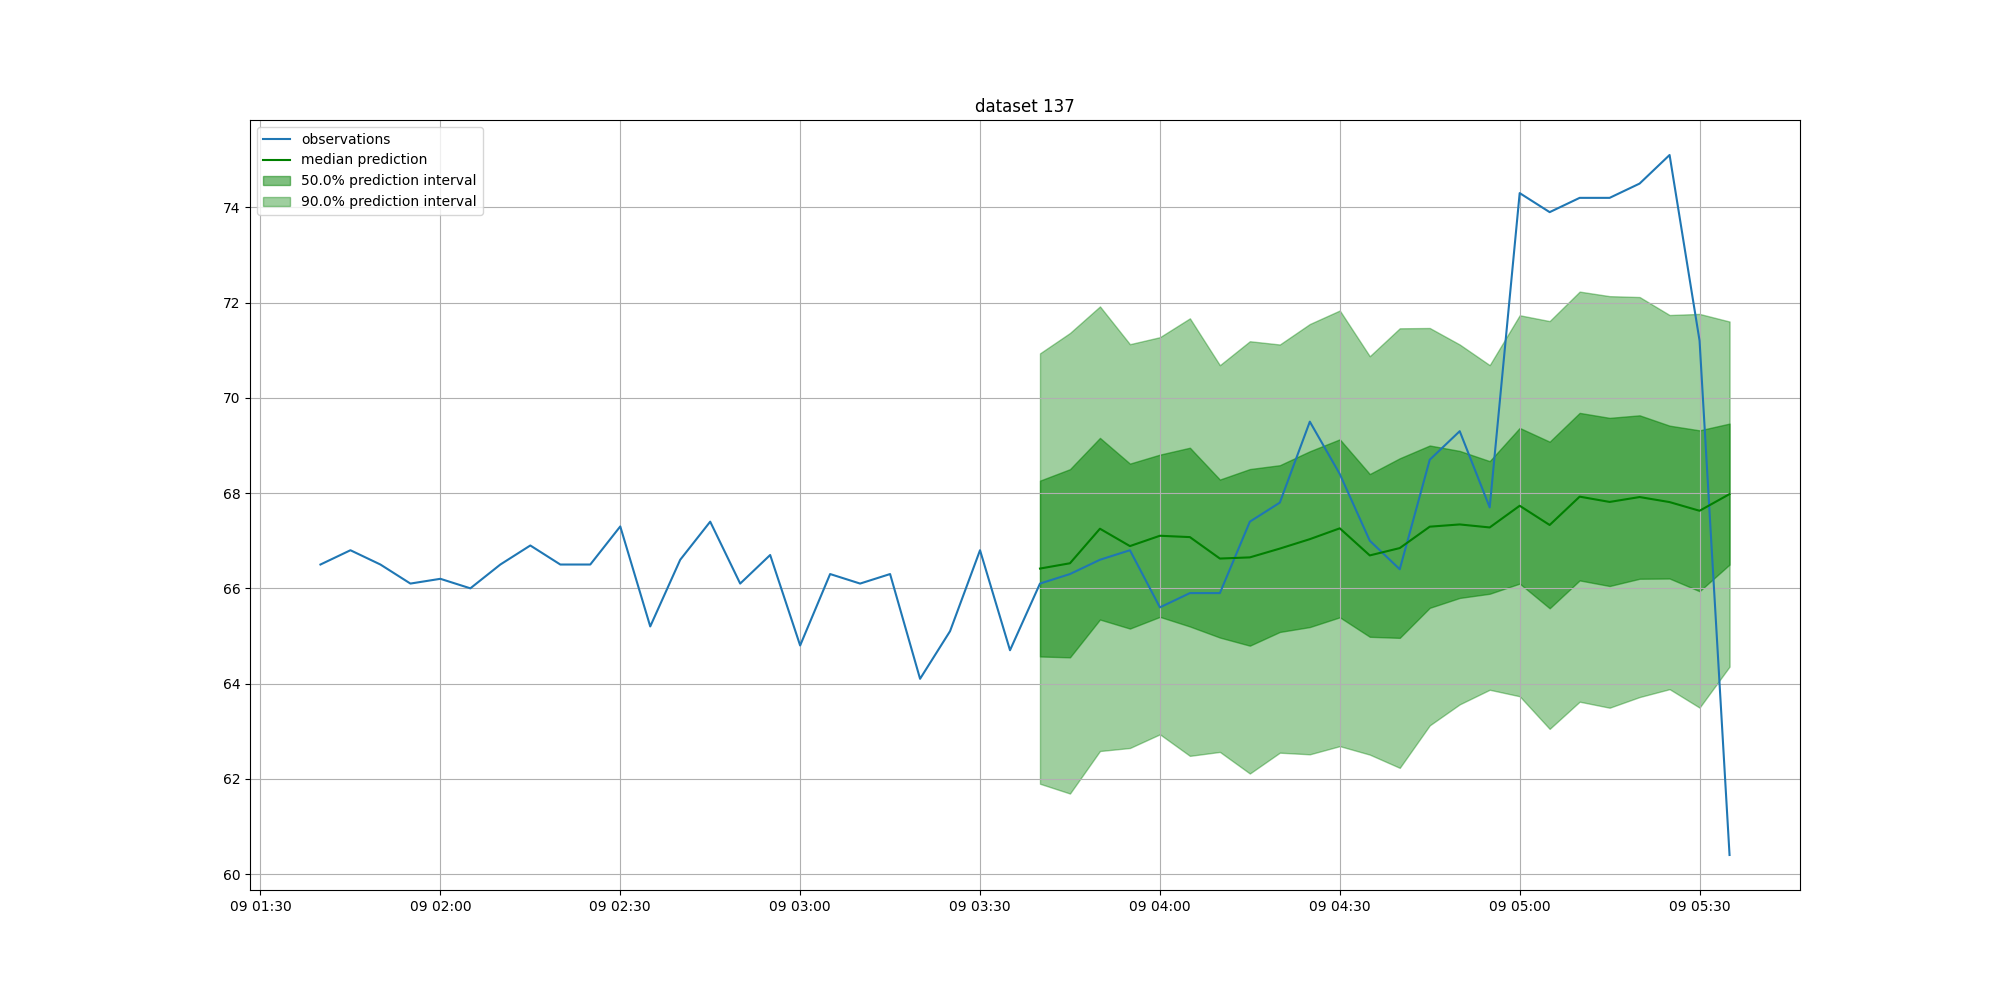 dataset 137
observations
median prediction
50.0% prediction interval
90.0% prediction interval
74
72
70
68
66
64
62
60
09 01:30 09 02:00 09 02:30 09 03:00 09 03:30 09 04:00 09 04:30 09 05:00 09 05:30